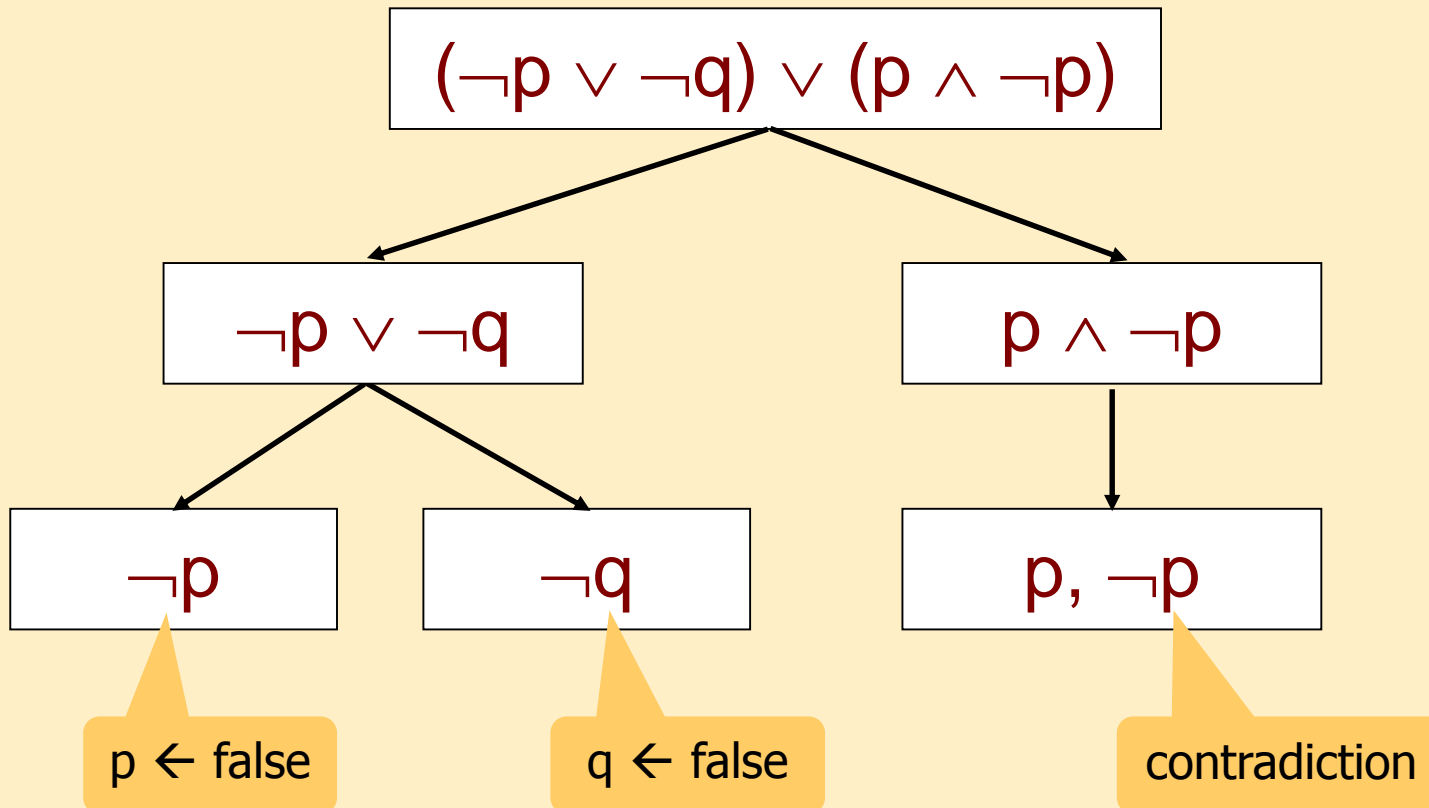 (¬p ∨ ¬q) ∨ (p ∧ ¬p)
¬p ∨ ¬q
p ∧ ¬p
¬p
¬q
p, ¬p
p ← false
q ← false
contradiction